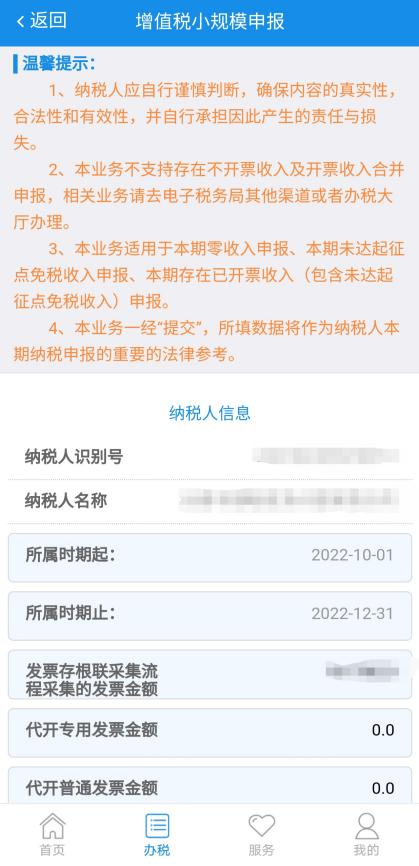 返回
增值税小规模申报
温馨提示：
1、纳税人应自行谨慎判断，确保内容的真实性，
合法性和有效性，并自行承担因此产生的责任与损
失。
2、本业务不支持存在不开票收入及开票收入合并
申报，相关业务请去电子税务局其他渠道或者办税大
厅办理。
3、本业务适用于本期零收入申报、本期未达起征
点免税收入申报、本期存在已开票收入（包含未达起
征点免税收入）申报。
4、本业务一经“提交”，所填数据将作为纳税人本
期纳税申报的重要的法律参考。
纳税人信息
纳税人识别号
纳税人名称
所属时期起： 2022-10-01
所属时期止： 2022-12-31
发票存根联采集流
程采集的发票金额
代开专用发票金额 0.0
代开普通发票金额 0.0
首页 办税 服务 我的